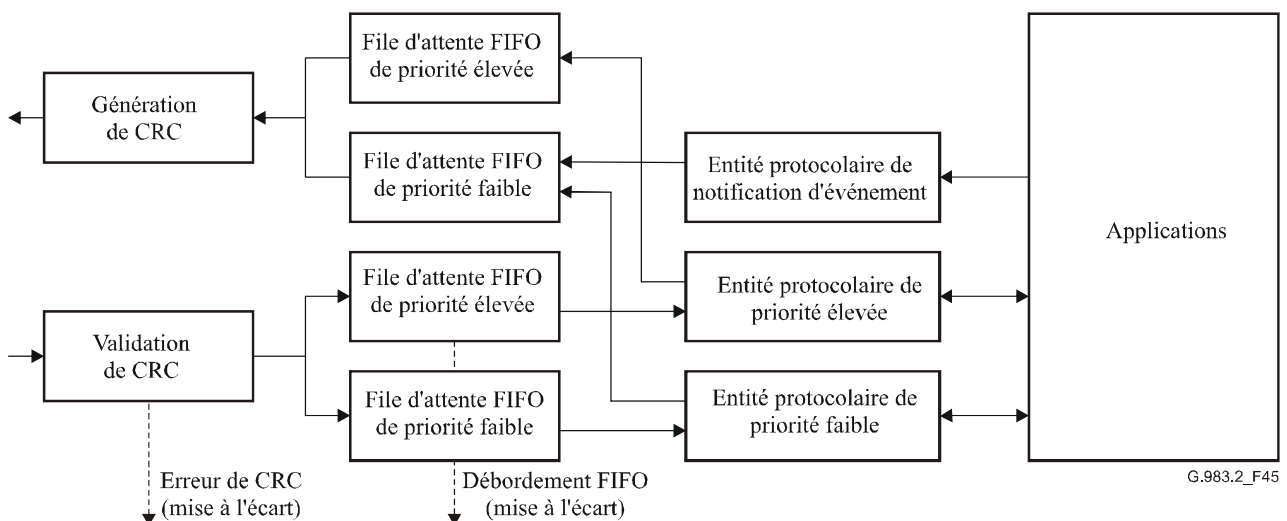 File d'attente FIFO
de priorité élevée
Génération
de CRC
File d'attente FIFO
de priorité faible
Entité protocolaire de
notification d'événement
Applications
File d'attente FIFO
de priorité élevée
Entité protocolaire de
priorité élevée
Validation
de CRC
File d'attente FIFO
de priorité faible
Entité protocolaire de
priorité faible
Erreur de CRC
(mise à l'écart)
Débordement FIFO
(mise à l'écart)
G.983.2_F45